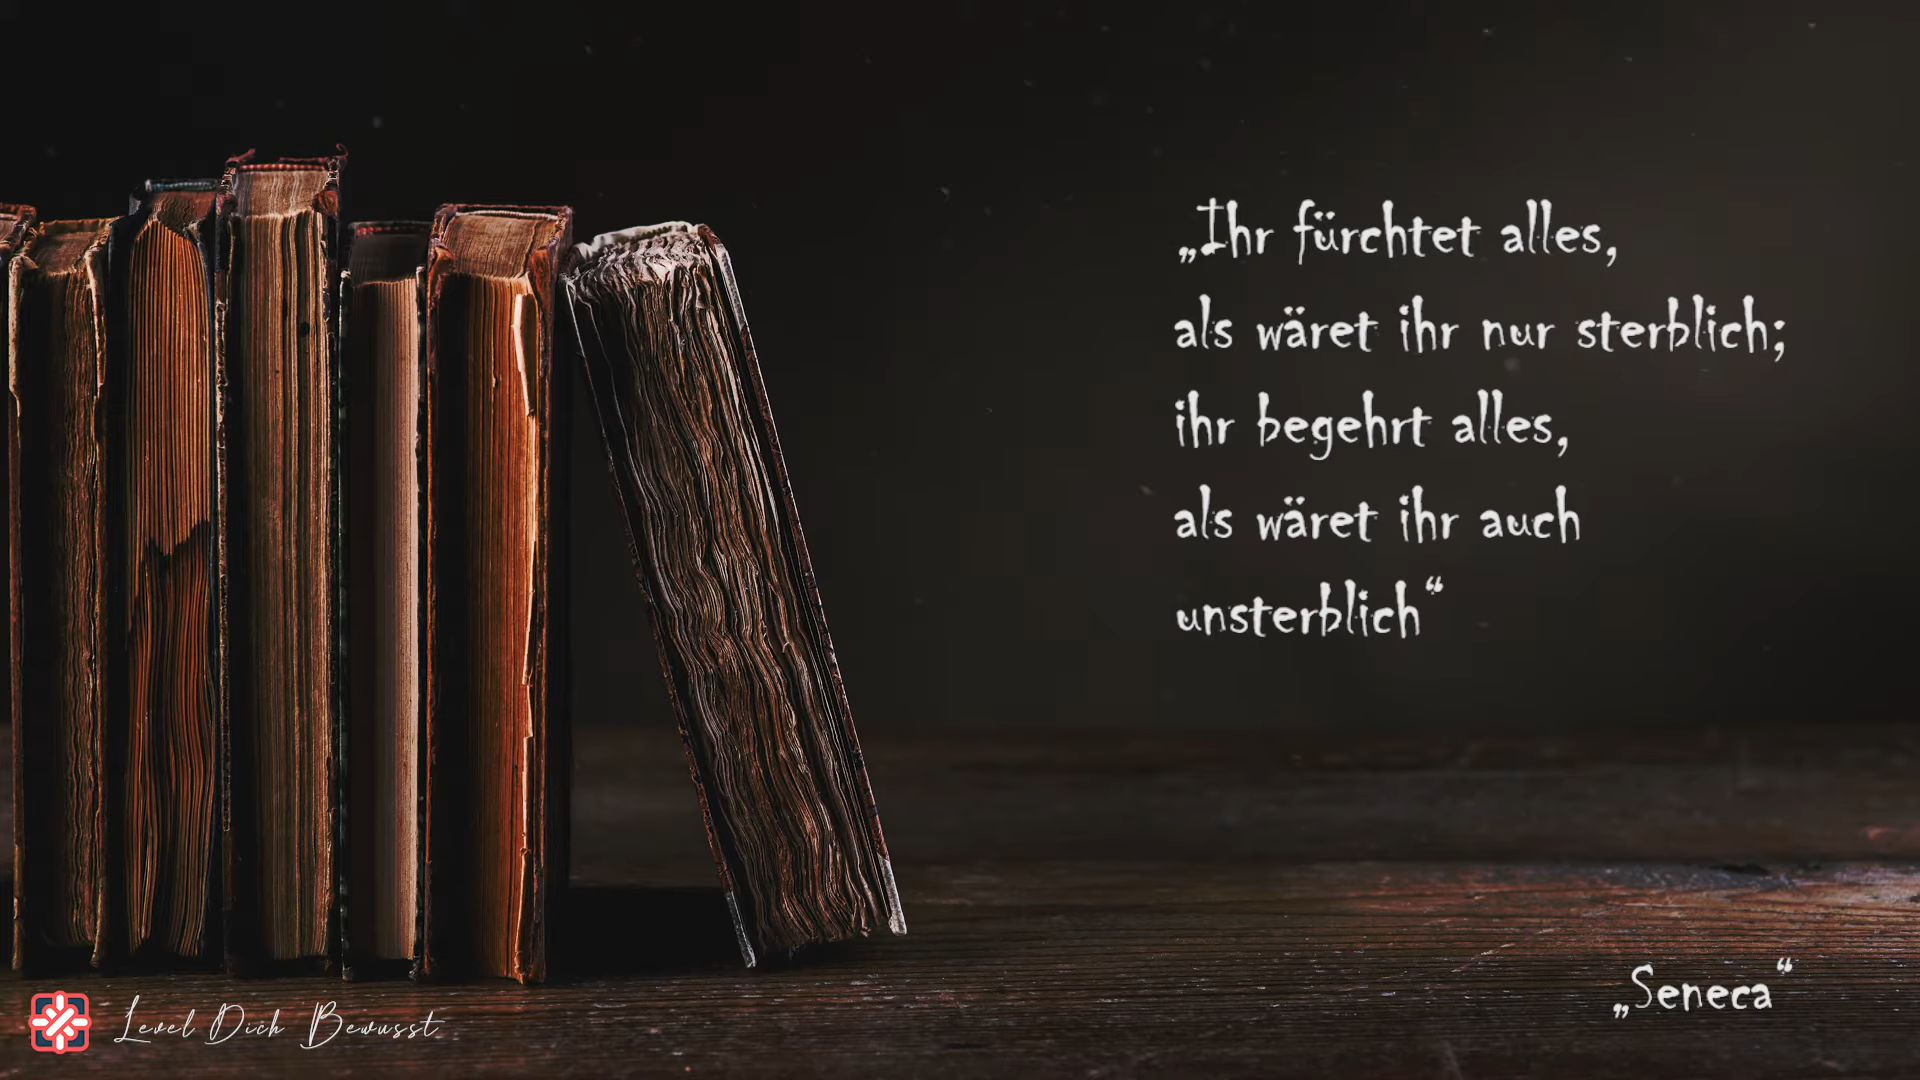 „Ihr fürchtet alles,
als wäret ihr nur sterblich;
ihr begehrt alles,
als wäret ihr auch
unsterblich“
„Seneca“
Level Dich Bewusst